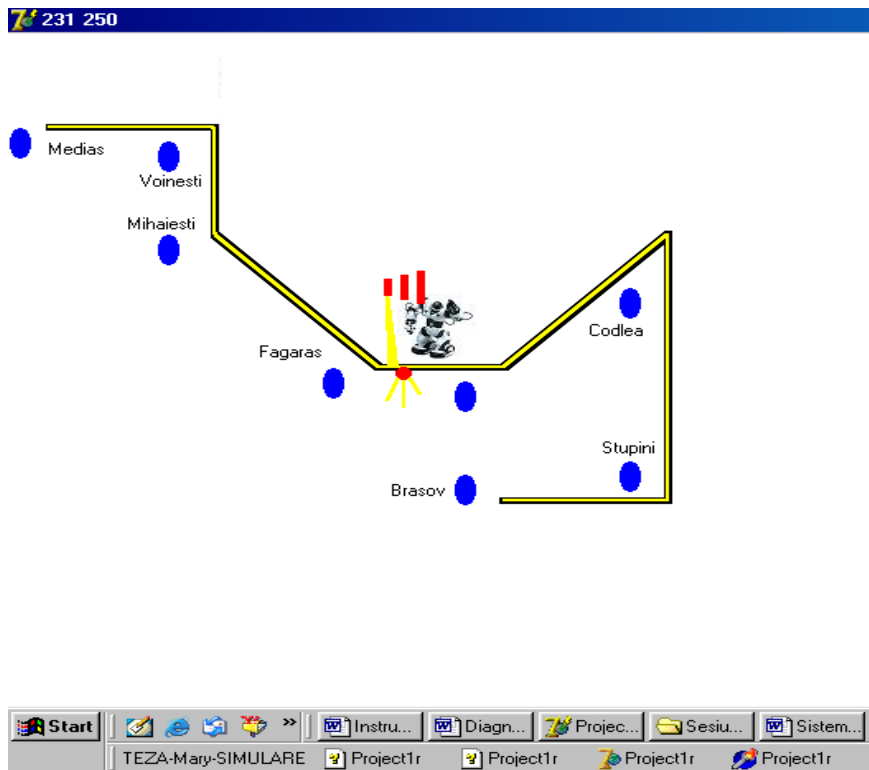 231 250
Medias
Voinesti
Mihaiesti
Codlea
Fagaras
Stupini
Brasov
Start » Instru... Diagn... Projec... Sesiu... Sistem...
TEZA-Mary-SIMULARE Project1r Project1r Project1r Project1r